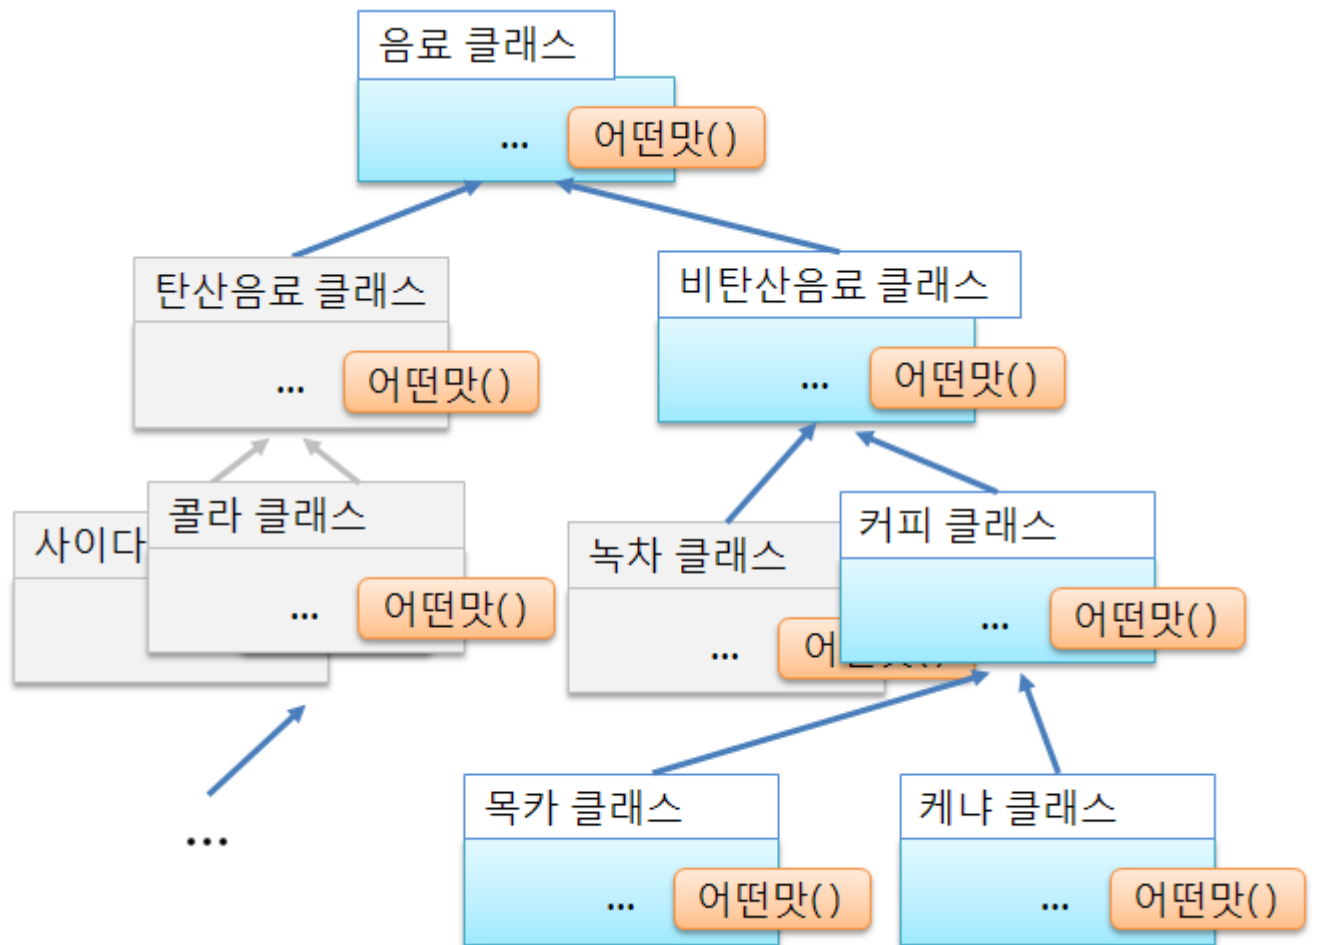 음료 클래스
...
어떤맛()
탄산음료 클래스
...
어떤맛()
비탄산음료 클래스
...
어떤맛()
사이다
콜라 클래스
...
어떤맛()
녹차 클래스
...
커피 클래스
...
어떤맛()
...
목카 클래스
...
어떤맛()
케냐 클래스
...
어떤맛()